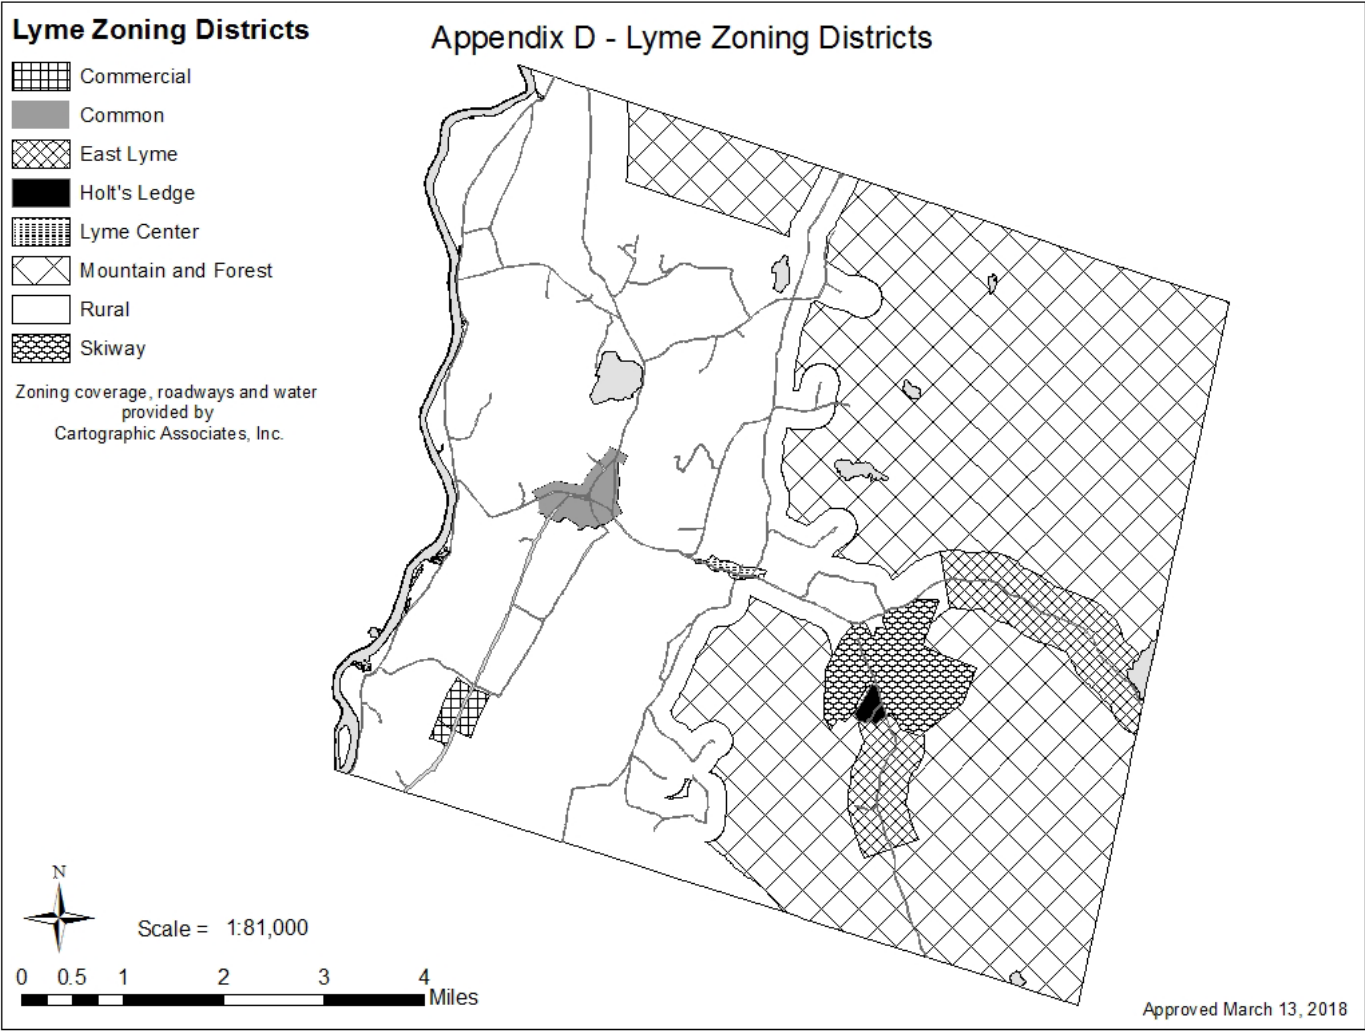 Lyme Zoning Districts
Appendix D - Lyme Zoning Districts
Commercial
Common
East Lyme
Holt's Ledge
Lyme Center
Mountain and Forest
Rural
Skiway
Zoning coverage, roadways and water
provided by
Cartographic Associates, Inc.
N
Scale = 1:81,000
0 0.5 1 2 3 4
Miles
Approved March 13, 2018